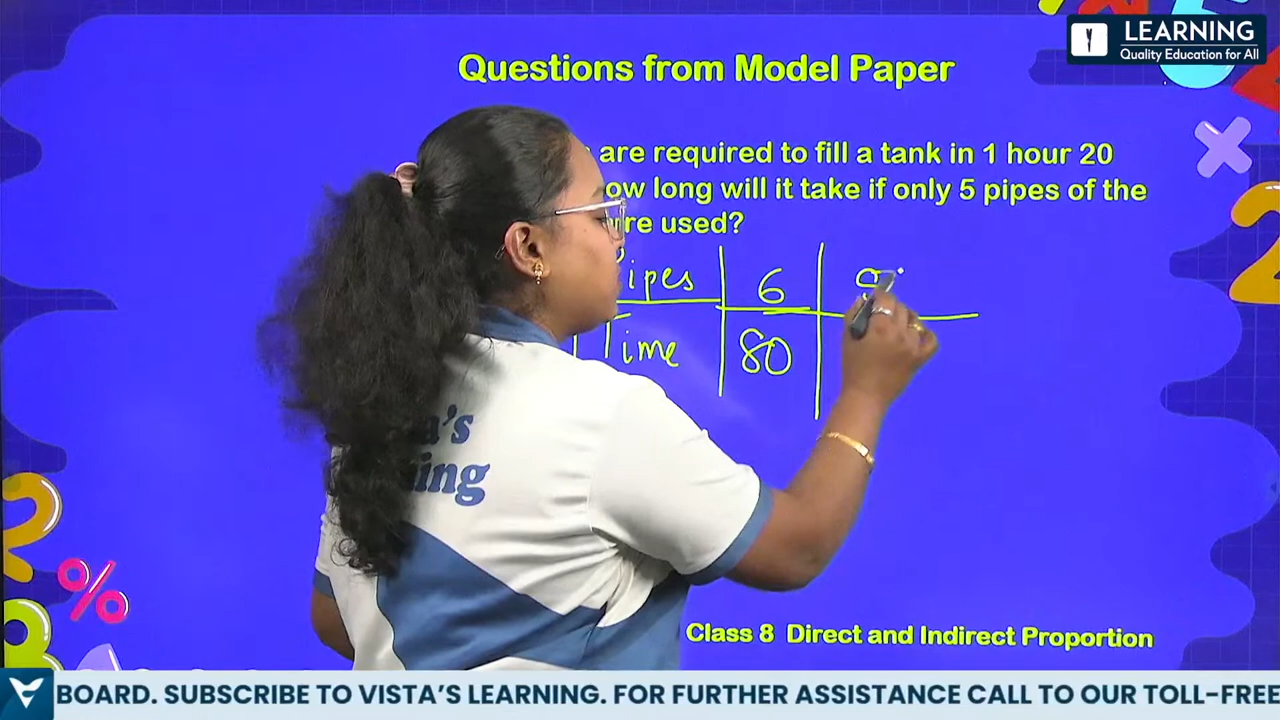 LEARNING
Quality Education for All
Questions from Model Paper
are required to fill a tank in 1 hour 20
ow long will it take if only 5 pipes of the
re used?
ipes 6
Time 80
ing
Class 8 Direct and Indirect Proportion
BOARD. SUBSCRIBE TO VISTA'S LEARNING. FOR FURTHER ASSISTANCE CALL TO OUR TOLL-FREE